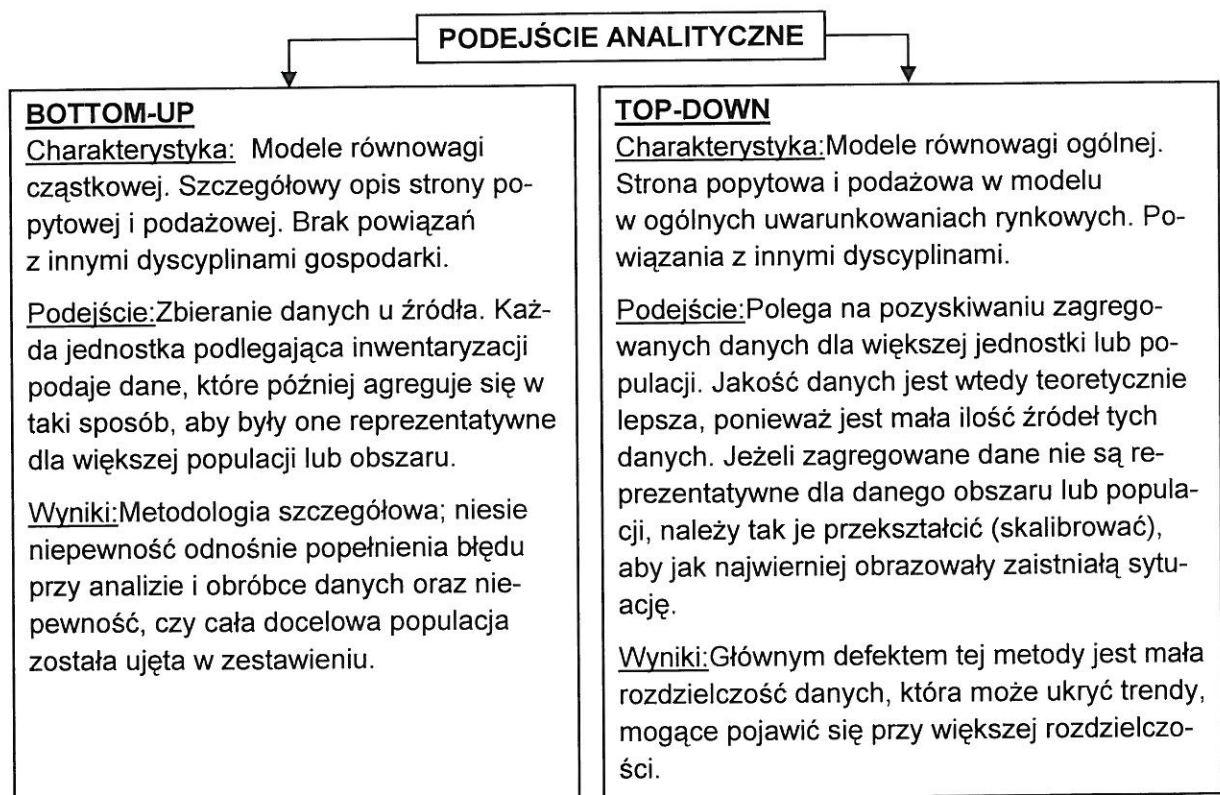 PODEJŚCIE ANALITYCZNE
BOTTOM-UP
Charakterystyka: Modele równowagi
cząstkowej. Szczegółowy opis strony po-
pytowej i podażowej. Brak powiązań
z innymi dyscyplinami gospodarki.
Podejście:Zbieranie danych u źródła. Każ-
da jednostka podlegająca inwentaryzacji
podaje dane, które później agreguje się w
taki sposób, aby były one reprezentatywne
dla większej populacji lub obszaru.
Wyniki:Metodologia szczegółowa; niesie
niepewność odnośnie popełnienia błędu
przy analizie i obróbce danych oraz nie-
pewność, czy cała docelowa populacja
została ujęta w zestawieniu.
TOP-DOWN
Charakterystyka:Modele równowagi ogólnej.
Strona popytowa i podażowa w modelu
w ogólnych uwarunkowaniach rynkowych. Po-
wiązania z innymi dyscyplinami.
Podejście:Polega na pozyskiwaniu zagrego-
wanych danych dla większej jednostki lub po-
pulacji. Jakość danych jest wtedy teoretycznie
lepsza, ponieważ jest mała ilość źródeł tych
danych. Jeżeli zagregowane dane nie są re-
prezentatywne dla danego obszaru lub popula-
cji, należy tak je przekształcić (skalibrować),
aby jak najwierniej obrazowały zaistniałą sytu-
ację.
Wyniki:Głównym defektem tej metody jest mała
rozdzielczość danych, która może ukryć trendy,
mogące pojawić się przy większej rozdzielczo-
ści.